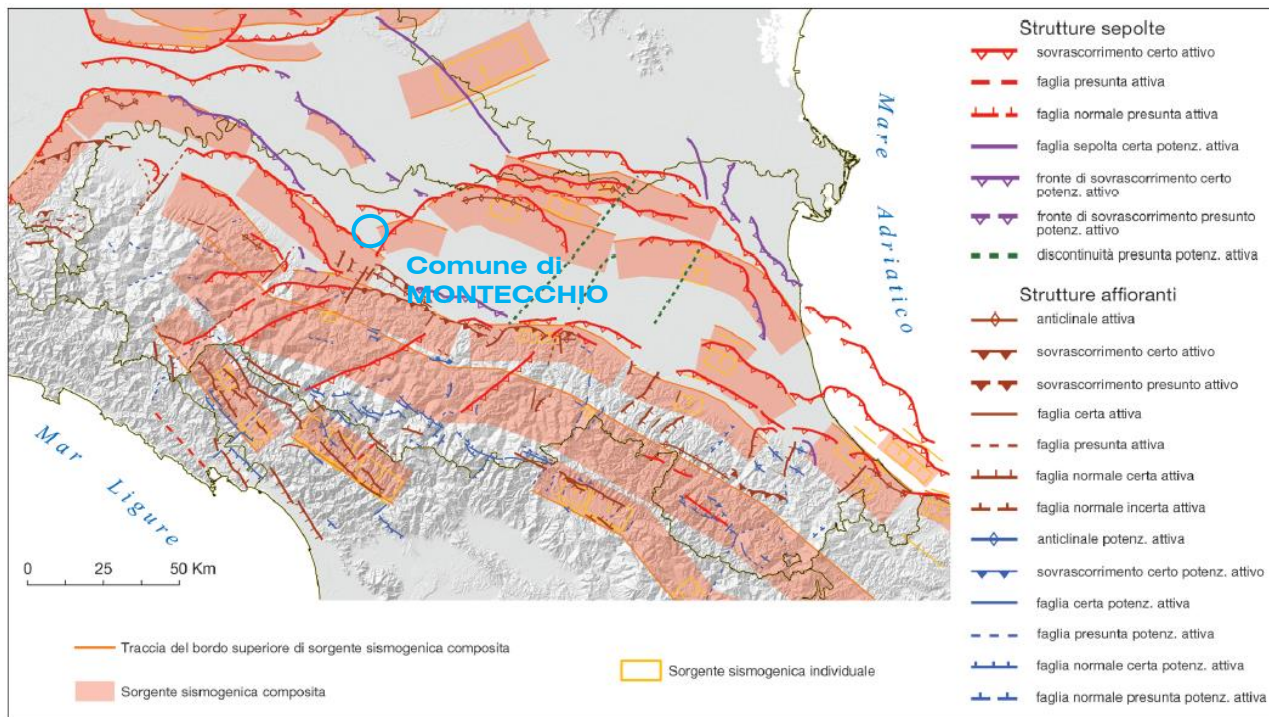 Comune di
MONTECCHIO
Mare Adriatico
Mar Ligure
0 25 50 Km
Traccia del bordo superiore di sorgente sismogenica composita
Sorgente sismogenica composita
Sorgente sismogenica individuale
Strutture sepolte
sovrascorrimento certo attivo
faglia presunta attiva
faglia normale presunta attiva
faglia sepolta certa potenz. attiva
fronte di sovrascorrimento certo
potenz. attivo
fronte di sovrascorrimento presunto
potenz. attivo
discontinuità presunta potenz. attiva
Strutture affioranti
anticlinale attiva
sovrascorrimento certo attivo
sovrascorrimento presunto attivo
faglia certa attiva
faglia presunta attiva
faglia normale certa attiva
faglia normale incerta attiva
anticlinale potenz. attiva
sovrascorrimento certo potenz. attivo
faglia certa potenz. attiva
faglia presunta potenz. attiva
faglia normale certa potenz. attiva
faglia normale presunta potenz. attiva